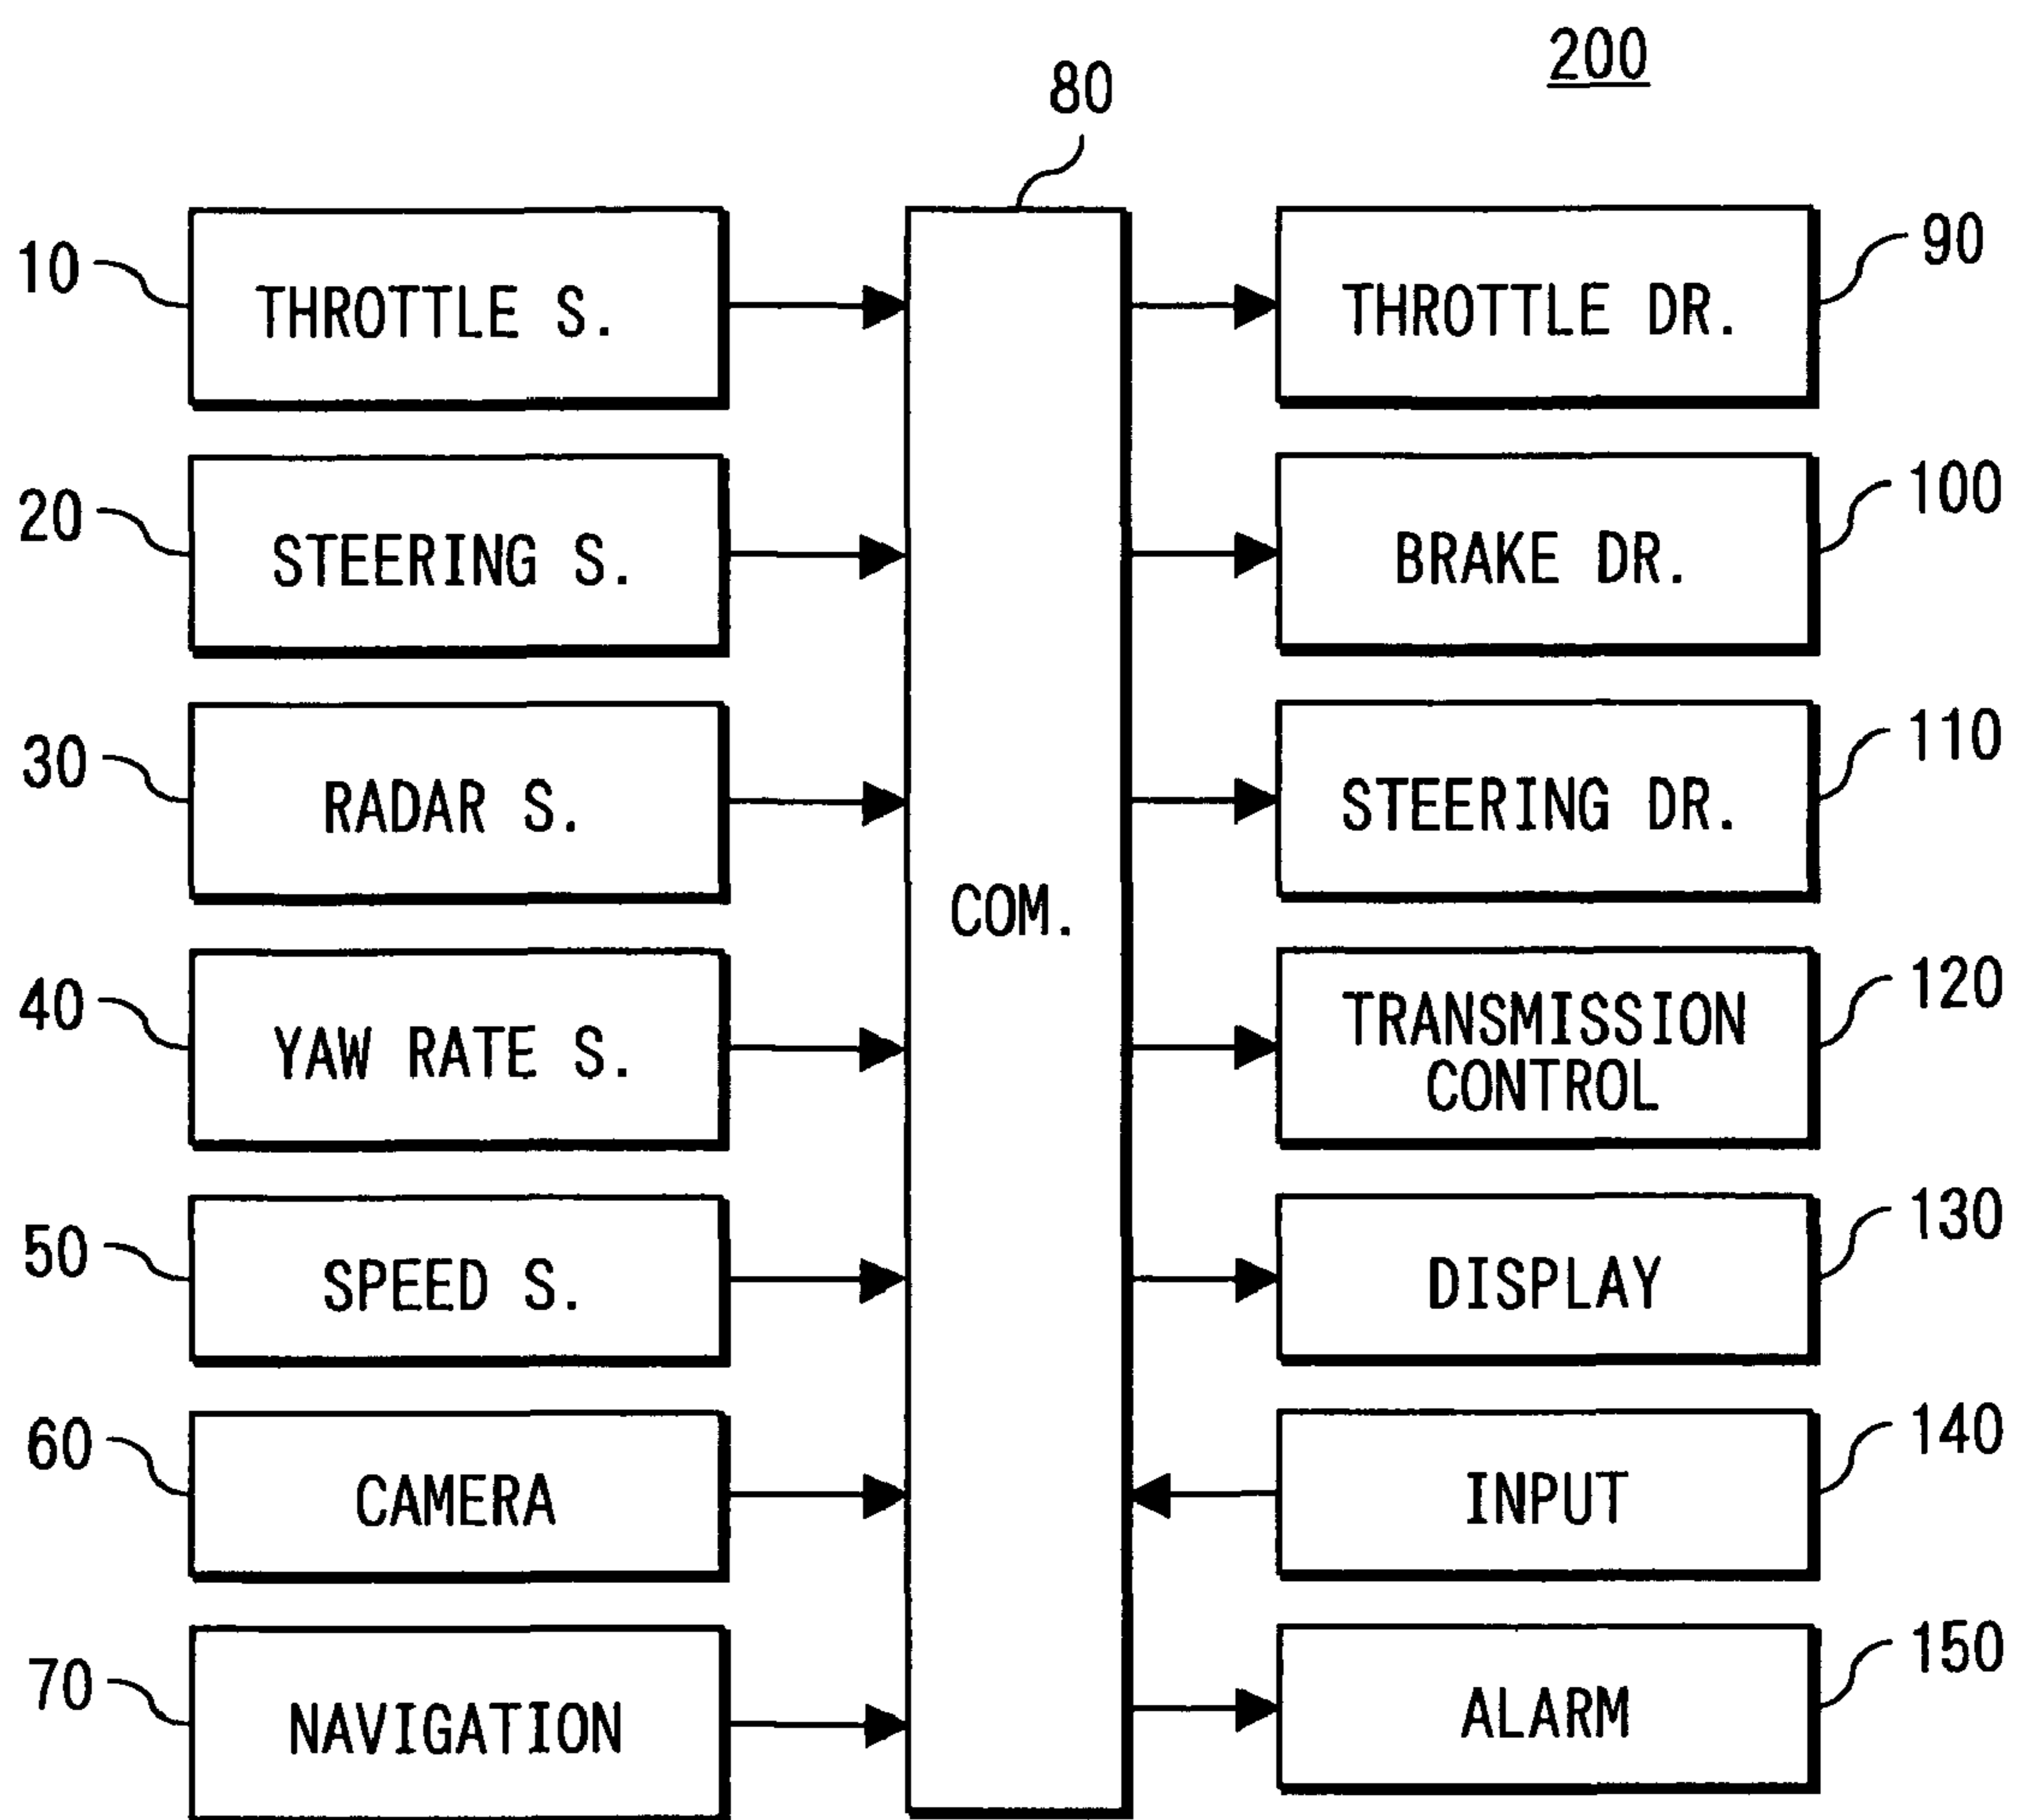 200
80
10
THROTTLE S.
20
STEERING S.
30
RADAR S.
40
YAW RATE S.
50
SPEED S.
60
CAMERA
70
NAVIGATION
COM.
THROTTLE DR.
90
BRAKE DR.
100
STEERING DR.
110
TRANSMISSION
CONTROL
120
DISPLAY
130
INPUT
140
ALARM
150